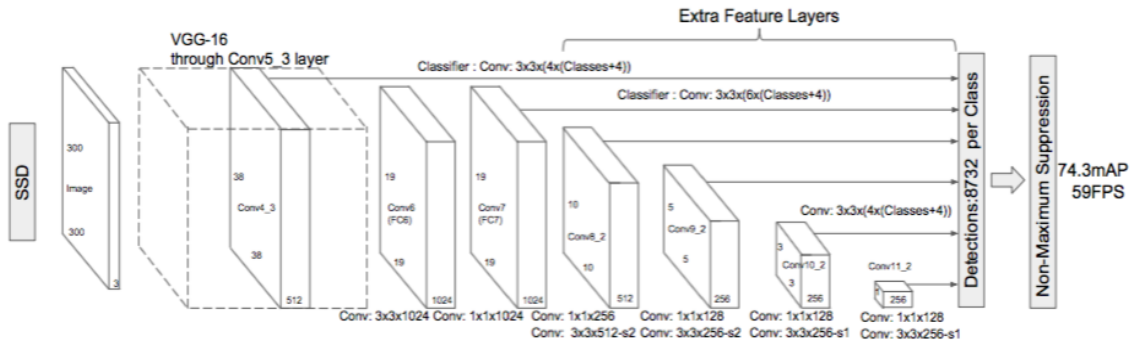 Extra Feature Layers
VGG-16
through Conv5_3 layer
Classifier : Conv: 3x3x(4x(Classes+4))
Classifier : Conv: 3x3x(6x(Classes+4))
Conv: 3x3x(4x(Classes+4))
SSD
300
Image
300
3
38
Conv4_3
38
512
19
Conv6
(FC6)
19
1024
19
Conv7
(FC7)
19
1024
10
Conv8_2
10
512
5
Conv9_2
5
256
3
Conv10_2
3
256
Conv11_2
1
256
Conv: 3x3x1024
Conv: 1x1x1024
Conv: 1x1x256
Conv: 3x3x512-s2
Conv: 1x1x128
Conv: 3x3x256-s2
Conv: 1x1x128
Conv: 3x3x256-s1
Conv: 1x1x128
Conv: 3x3x256-s1
Detections:8732 per Class
Non-Maximum Suppression
74.3mAP
59FPS